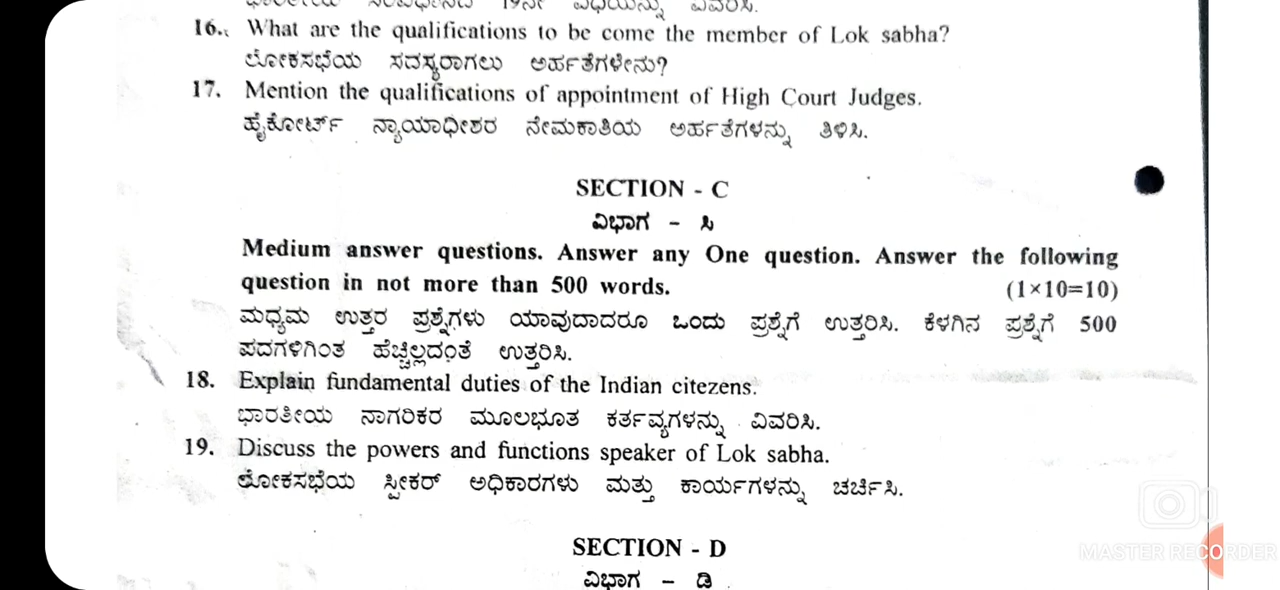 ಭಾರತೀಯ ಸಂವಿಧಾನದ 19ನೇ ವಿಧಿಯನ್ನು ವಿವರಿಸಿ.
16. What are the qualifications to be come the member of Lok sabha?
ಲೋಕಸಭೆಯ ಸದಸ್ಯರಾಗಲು ಅರ್ಹತೆಗಳೇನು?
17. Mention the qualifications of appointment of High Court Judges.
ಹೈಕೋರ್ಟ್ ನ್ಯಾಯಾಧೀಶರ ನೇಮಕಾತಿಯ ಅರ್ಹತೆಗಳನ್ನು ತಿಳಿಸಿ.
SECTION - C
ವಿಭಾಗ - ಸಿ
Medium answer questions. Answer any One question. Answer the following
question in not more than 500 words. (1×10=10)
ಮಧ್ಯಮ ಉತ್ತರ ಪ್ರಶ್ನೆಗಳು ಯಾವುದಾದರೂ ಒಂದು ಪ್ರಶ್ನೆಗೆ ಉತ್ತರಿಸಿ. ಕೆಳಗಿನ ಪ್ರಶ್ನೆಗೆ 500
ಪದಗಳಿಗಿಂತ ಹೆಚ್ಚಿಲ್ಲದಂತೆ ಉತ್ತರಿಸಿ.
18. Explain fundamental duties of the Indian citezens.
ಭಾರತೀಯ ನಾಗರಿಕರ ಮೂಲಭೂತ ಕರ್ತವ್ಯಗಳನ್ನು ವಿವರಿಸಿ.
19. Discuss the powers and functions speaker of Lok sabha.
ಲೋಕಸಭೆಯ ಸ್ಪೀಕರ್ ಅಧಿಕಾರಗಳು ಮತ್ತು ಕಾರ್ಯಗಳನ್ನು ಚರ್ಚಿಸಿ.
MASTER RECORDER
SECTION - D
ವಿಭಾಗ - ಡಿ